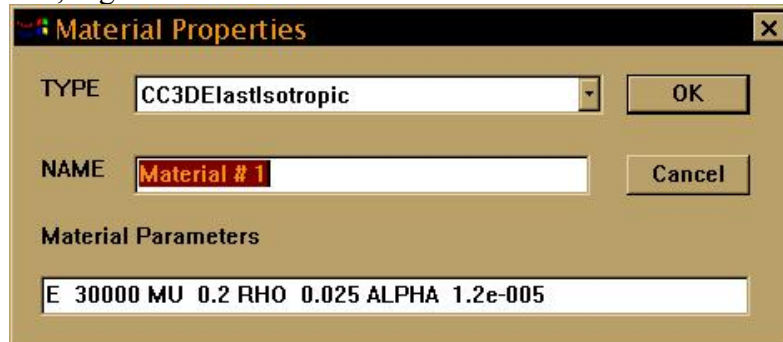 Material Properties
TYPE CC3DElastIsotropic OK
NAME Material # 1 Cancel
Material Parameters
E 30000 MU 0.2 RHO 0.025 ALPHA 1.2e-005